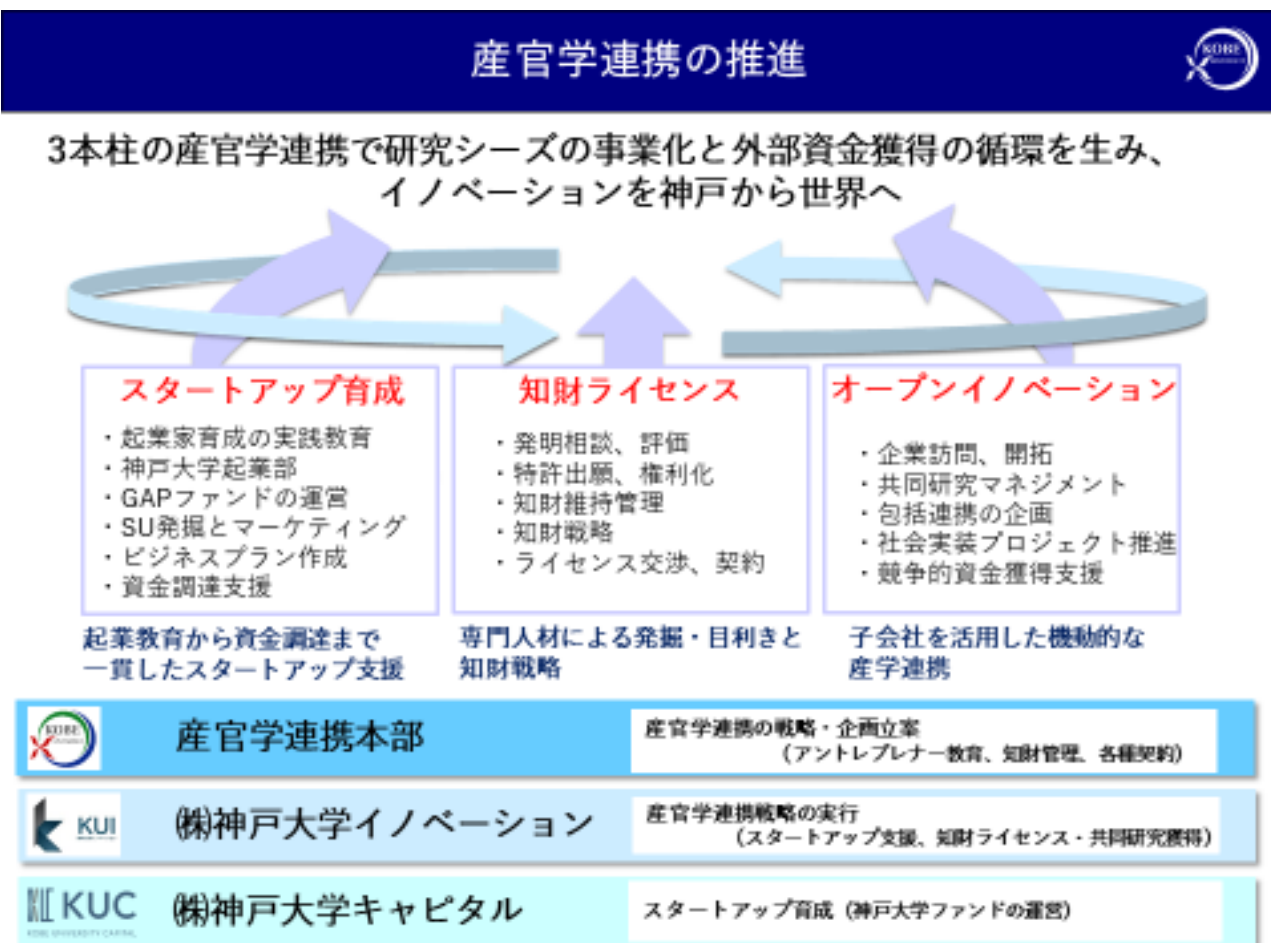 産官学連携の推進
KOBE
3本柱の産官学連携で研究シーズの事業化と外部資金獲得の循環を生み、
イノベーションを神戸から世界へ
スタートアップ育成
・起業家育成の実践教育
・神戸大学起業部
・GAPファンドの運営
・SU発掘とマーケティング
・ビジネスプラン作成
・資金調達支援
起業教育から資金調達まで
一貫したスタートアップ支援
知財ライセンス
・発明相談、評価
・特許出願、権利化
・知財維持管理
・知財戦略
・ライセンス交渉、契約
専門人材による発掘・目利きと
知財戦略
オープンイノベーション
・企業訪問、開拓
・共同研究マネジメント
・包括連携の企画
・社会実装プロジェクト推進
・競争的資金獲得支援
子会社を活用した機動的な
産学連携
KOBE
産官学連携本部
産官学連携の戦略・企画立案
(アントレプレナー教育、知財管理、各種契約)
KUI
㈱神戸大学イノベーション
産官学連携戦略の実行
(スタートアップ支援、知財ライセンス・共同研究獲得)
KUC
KOBE UNIVERSITY CAPITAL
㈱神戸大学キャピタル
スタートアップ育成(神戸大学ファンドの運営)